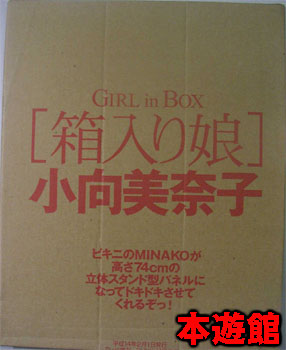 GIRL in BOX
[箱入り娘]
小向美奈子
ビキニのMINAKOが
高さ74cmの
立体スタンド型パネルに
なってドキドキさせて
くれるぞっ!
本遊館